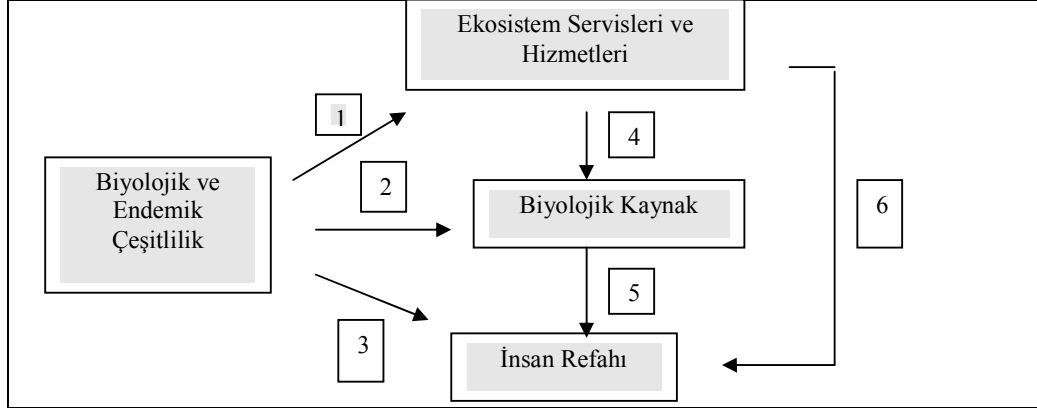 Ekosistem Servisleri ve
Hizmetleri
1
4
Biyolojik ve
Endemik
Çeşitlilik
2
Biyolojik Kaynak
6
5
3
İnsan Refahı